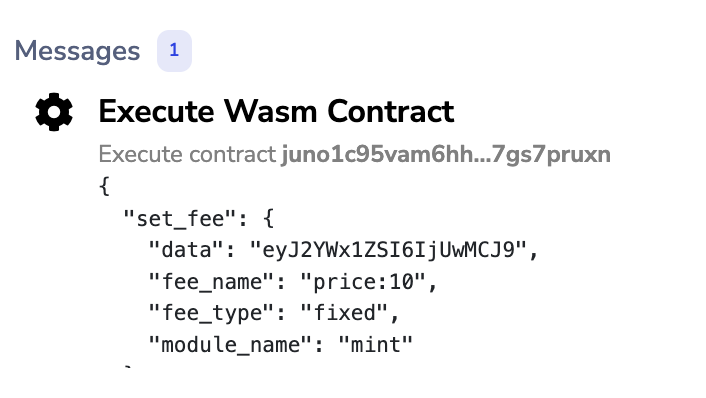 Messages 1
Execute Wasm Contract
Execute contract juno1c95vam6hh...7gs7pruxn
{
"set_fee": {
"data": "eyJ2YWx1ZSI6IjUwMCJ9",
"fee_name": "price:10",
"fee_type": "fixed",
"module_name": "mint"